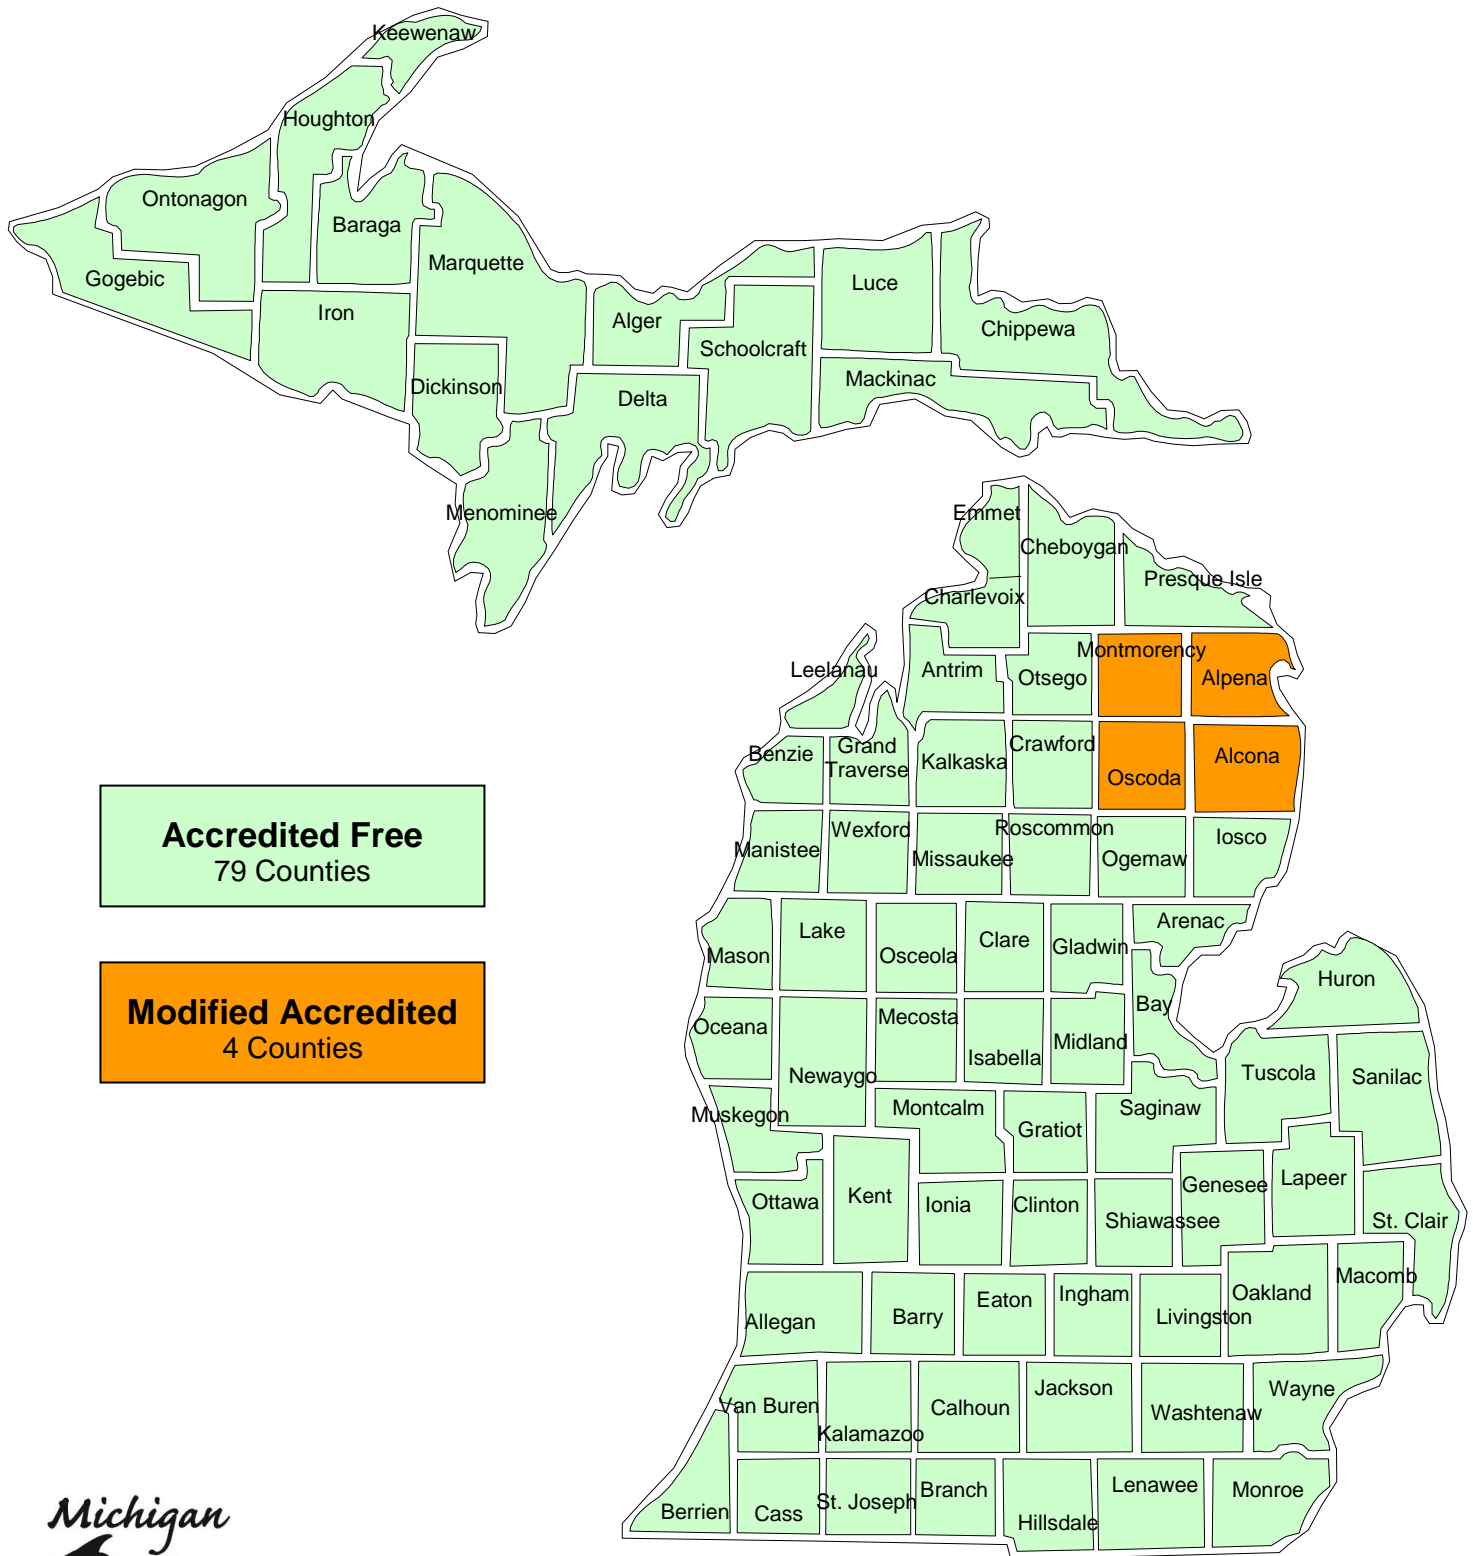 Keewenaw
Houghton
Ontonagon
Baraga
Marquette
Gogebic
Iron
Luce
Alger
Chippewa
Schoolcraft
Mackinac
Dickinson
Delta
Menominee
Emmet
Cheboygan
Presque Isle
Charlevoix
Montmorency
Leelanau
Antrim
Otsego
Alpena
Benzie
Grand
Traverse
Kalkaska
Crawford
Oscoda
Alcona
Accredited Free
79 Counties
Manistee
Wexford
Missaukee
Roscommon
Ogemaw
Iosco
Mason
Lake
Osceola
Clare
Gladwin
Arenac
Huron
Modified Accredited
4 Counties
Oceana
Newaygo
Mecosta
Isabella
Midland
Bay
Tuscola
Sanilac
Muskegon
Montcalm
Gratiot
Saginaw
Ottawa
Kent
Ionia
Clinton
Shiawassee
Genesee
Lapeer
St. Clair
Allegan
Barry
Eaton
Ingham
Livingston
Oakland
Macomb
Van Buren
Kalamazoo
Calhoun
Jackson
Washtenaw
Wayne
Berrien
Cass
St. Joseph
Branch
Hillsdale
Lenawee
Monroe
Michigan